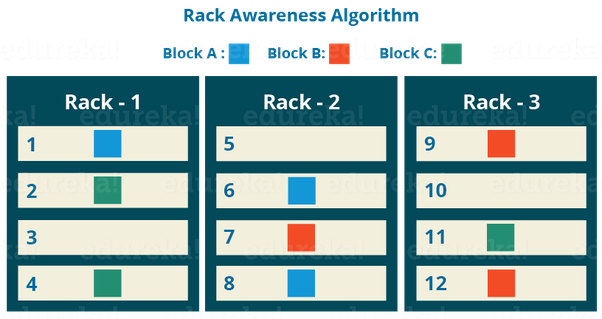 Rack Awareness Algorithm
Block A : Block B: Block C:
Rack - 1 Rack - 2 Rack - 3
1 5 9
2 6 10
3 7 11
4 8 12
edureka!